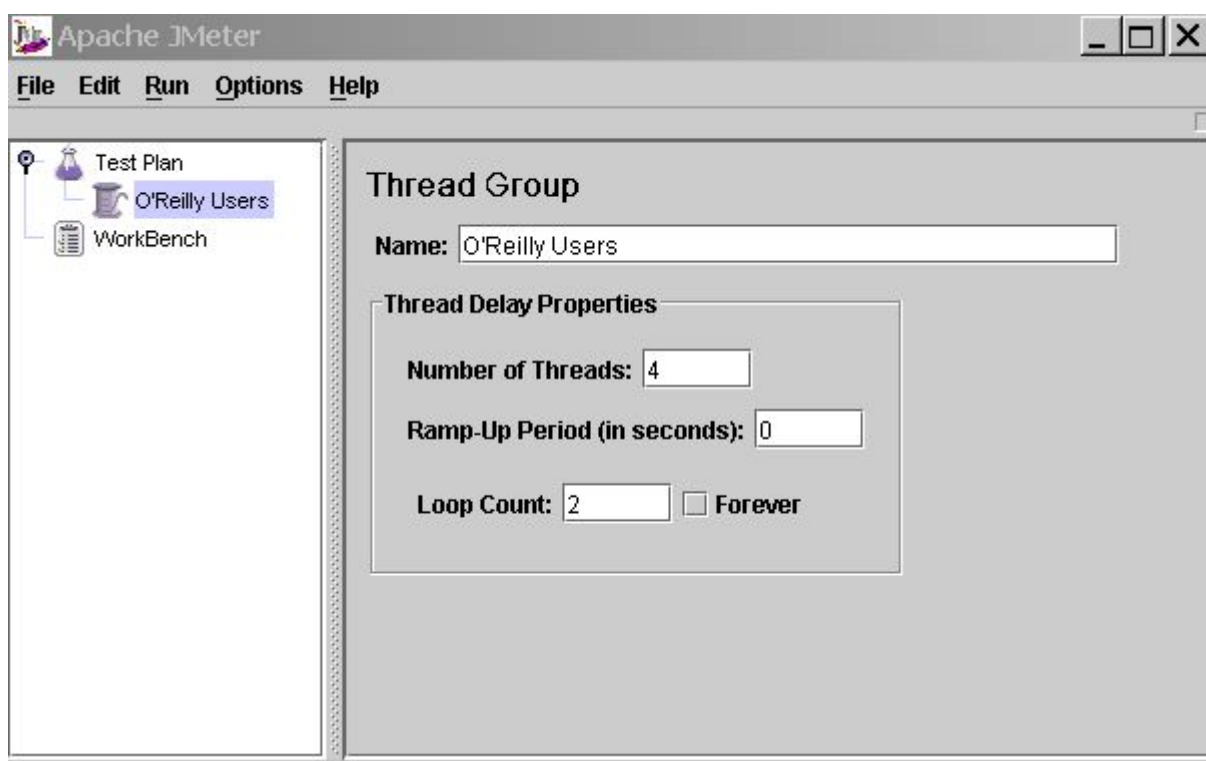 Apache JMeter
File Edit Run Options Help
Test Plan
O'Reilly Users
WorkBench
Thread Group
Name: O'Reilly Users
Thread Delay Properties
Number of Threads: 4
Ramp-Up Period (in seconds): 0
Loop Count: 2 Forever